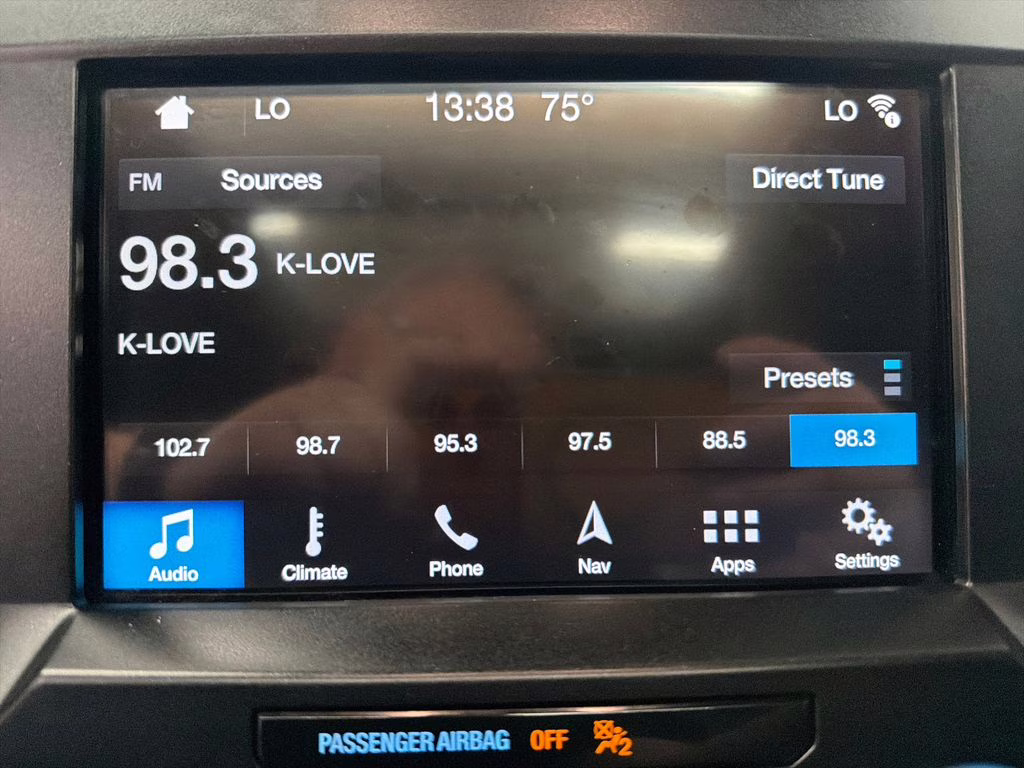 LO 13:38 75° LO
FM Sources Direct Tune
98.3 K-LOVE
K-LOVE
Presets
102.7 98.7 95.3 97.5 88.5 98.3
Audio Climate Phone Nav Apps Settings
PASSENGER AIRBAG OFF 2